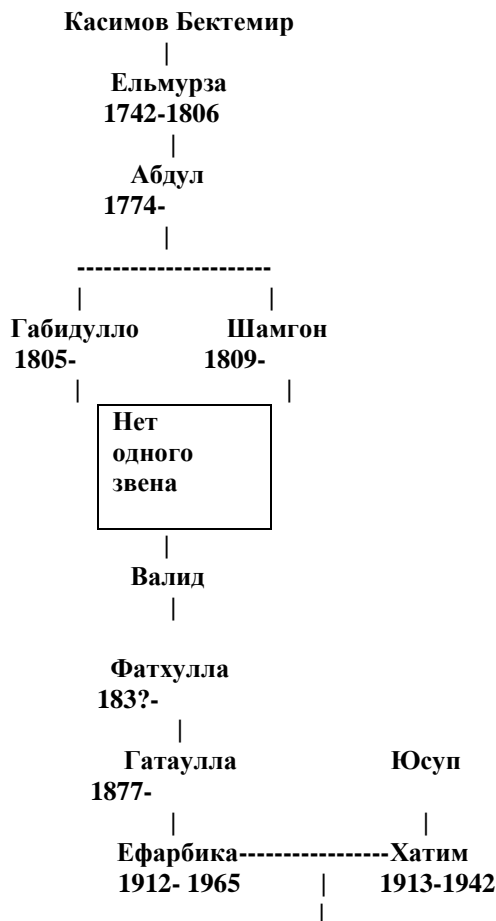 Касимов Бектемир
|
Ельмурза
1742-1806
|
Абдул
1774-
|
----------------------
| |
Габидулло Шамгон
1805- 1809-
| |
Нет
одного
звена
|
Валид
|
Фатхулла
183?-
|
Гатаулла Юсуп
1877-
| |
Ефарбика-----------------Хатим
1912- 1965 | 1913-1942
|